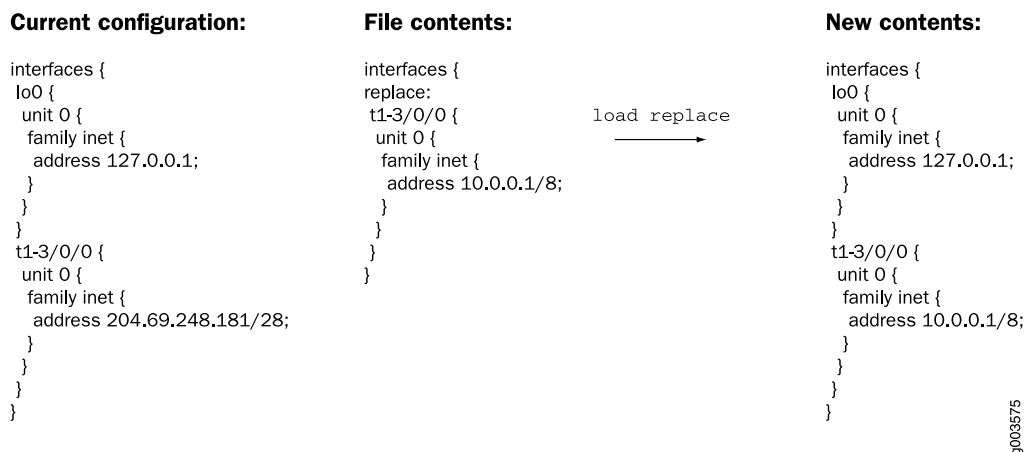 Current configuration:
interfaces {
lo0 {
unit 0 {
family inet {
address 127.0.0.1;
}
}
}
t1-3/0/0 {
unit 0 {
family inet {
address 204.69.248.181/28;
}
}
}
}
File contents:
interfaces {
replace:
t1-3/0/0 {
unit 0 {
family inet {
address 10.0.0.1/8;
}
}
}
}
load replace
New contents:
interfaces {
lo0 {
unit 0 {
family inet {
address 127.0.0.1;
}
}
}
t1-3/0/0 {
unit 0 {
family inet {
address 10.0.0.1/8;
}
}
}
}
g003575